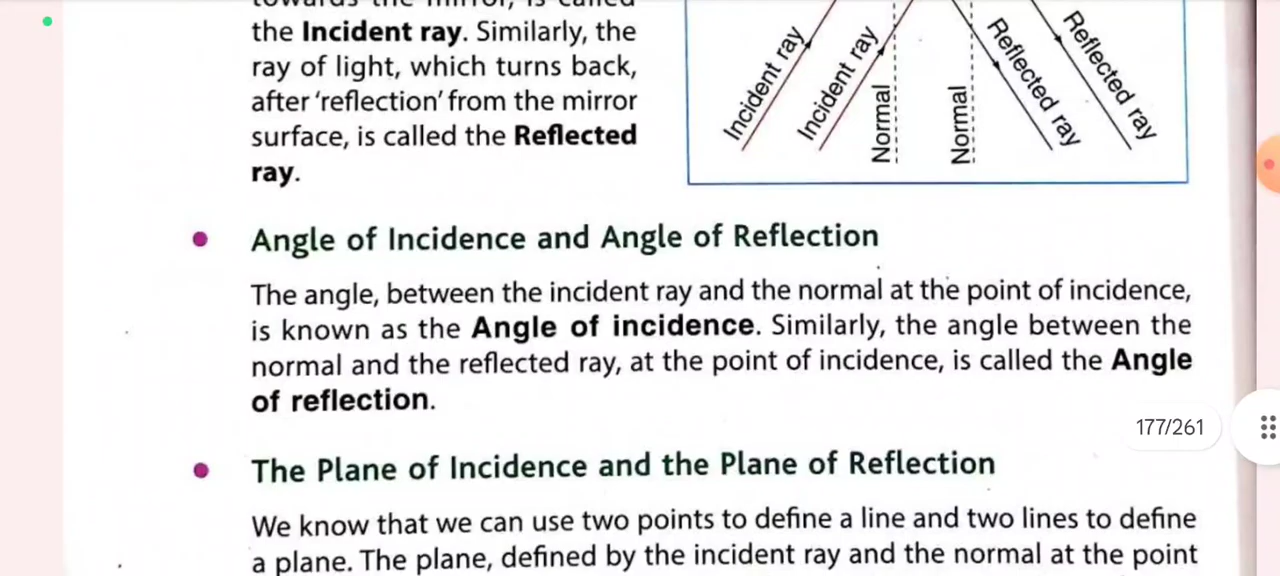 the Incident ray. Similarly, the
ray of light, which turns back,
after ‘reflection’ from the mirror
surface, is called the Reflected
ray.
Incident ray
Incident ray
Normal
Normal
Reflected ray
Reflected ray
Angle of Incidence and Angle of Reflection
The angle, between the incident ray and the normal at the point of incidence,
is known as the Angle of incidence. Similarly, the angle between the
normal and the reflected ray, at the point of incidence, is called the Angle
of reflection.
177/261
The Plane of Incidence and the Plane of Reflection
We know that we can use two points to define a line and two lines to define
a plane. The plane, defined by the incident ray and the normal at the point